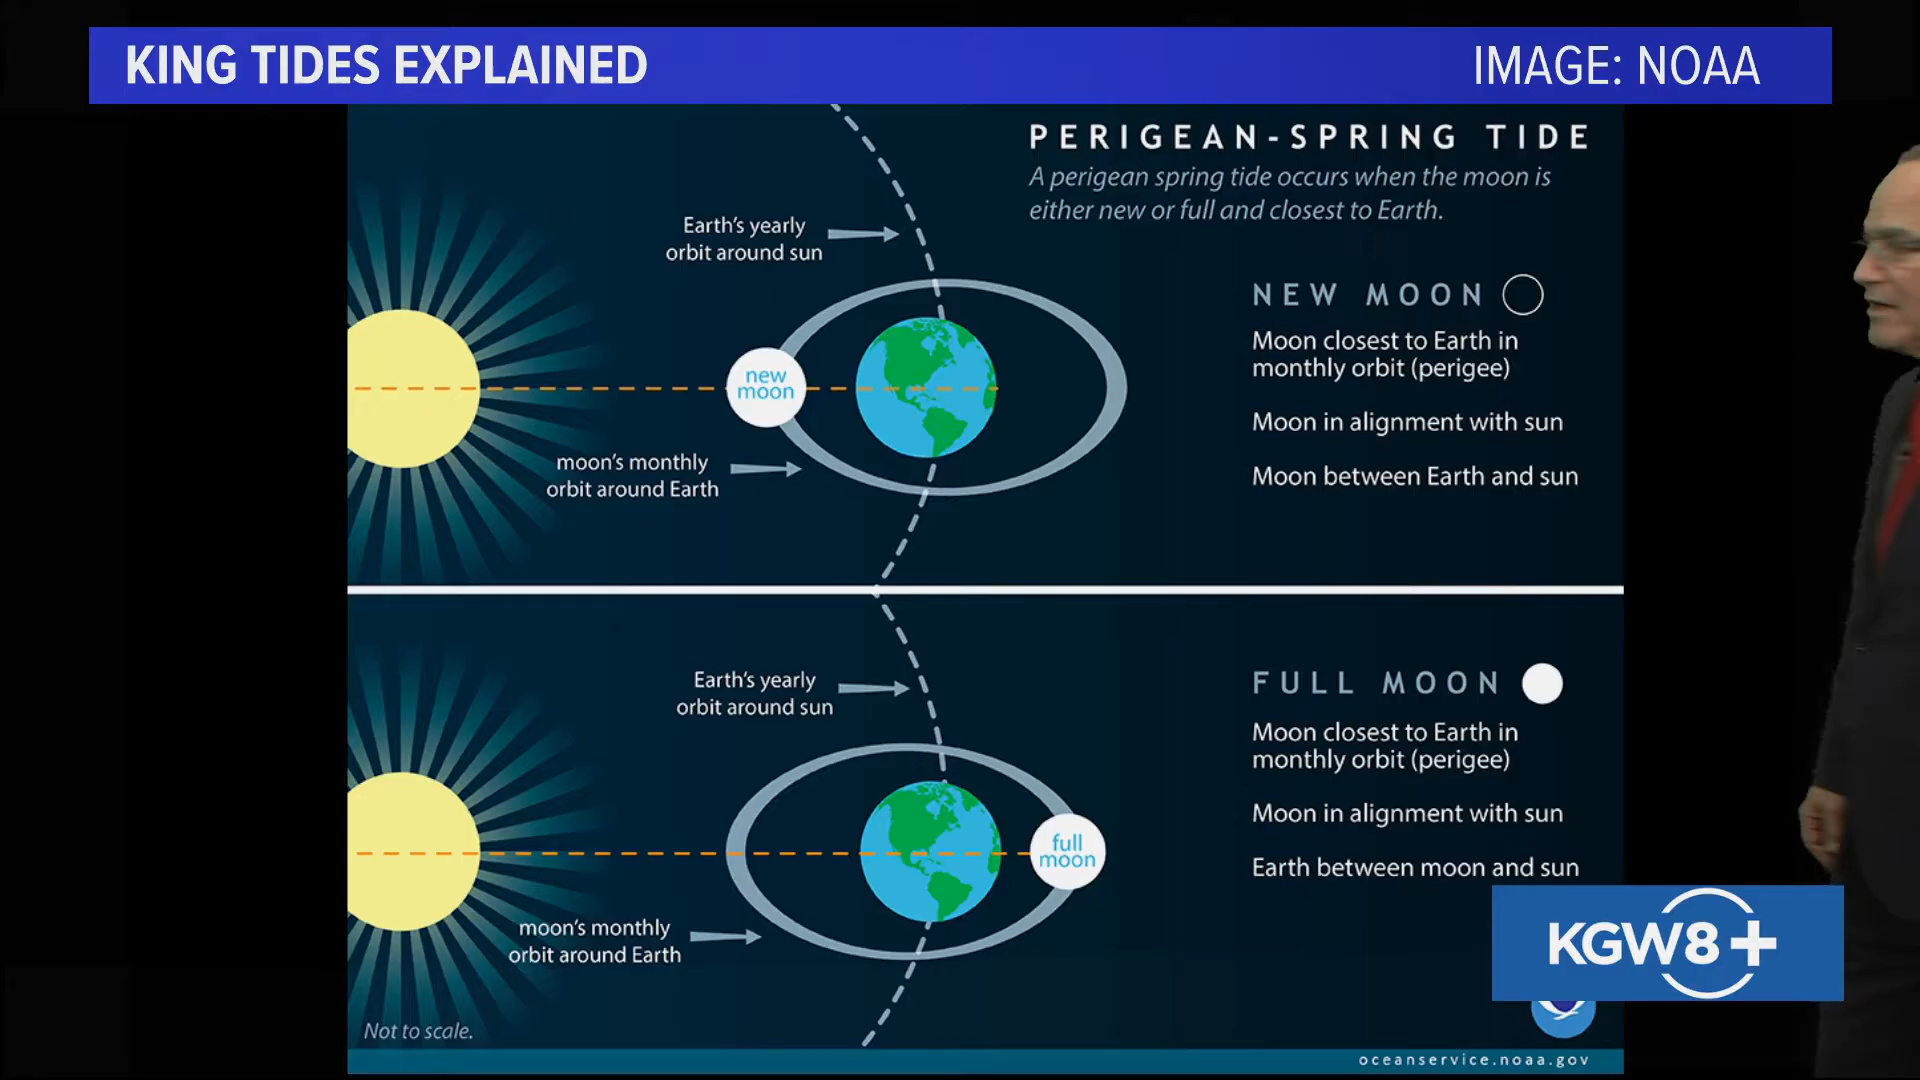 KING TIDES EXPLAINED
IMAGE: NOAA
PERIGEAN-SPRING TIDE
A perigean spring tide occurs when the moon is
either new or full and closest to Earth.
Earth's yearly
orbit around sun
NEW MOON
Moon closest to Earth in
monthly orbit (perigee)
Moon in alignment with sun
Moon between Earth and sun
new
moon
moon's monthly
orbit around Earth
Earth's yearly
orbit around sun
FULL MOON
Moon closest to Earth in
monthly orbit (perigee)
Moon in alignment with sun
Earth between moon and sun
full
moon
moon's monthly
orbit around Earth
KGW8+
Not to scale.
oceanservice.noaa.gov